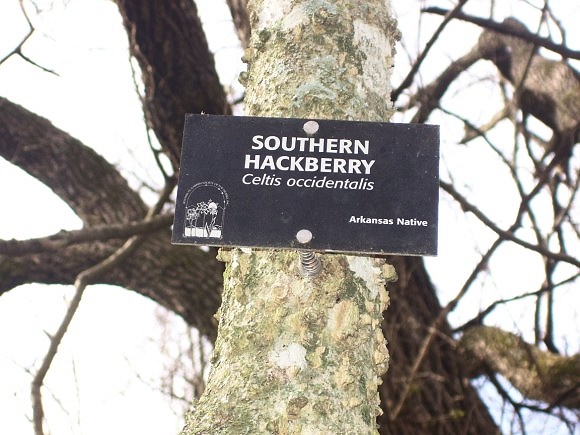 SOUTHERN
HACKBERRY
Celtis occidentalis
Arkansas Native